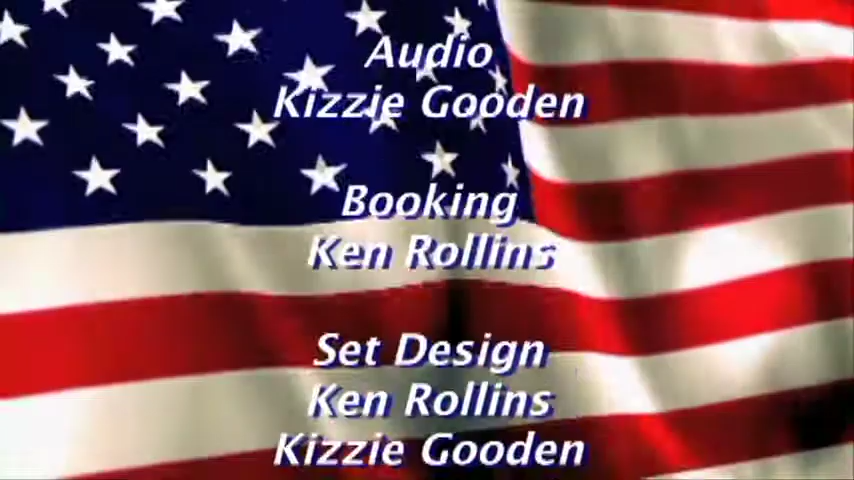 Audio
Kizzie Gooden
Booking
Ken Rollins
Set Design
Ken Rollins
Kizzie Gooden